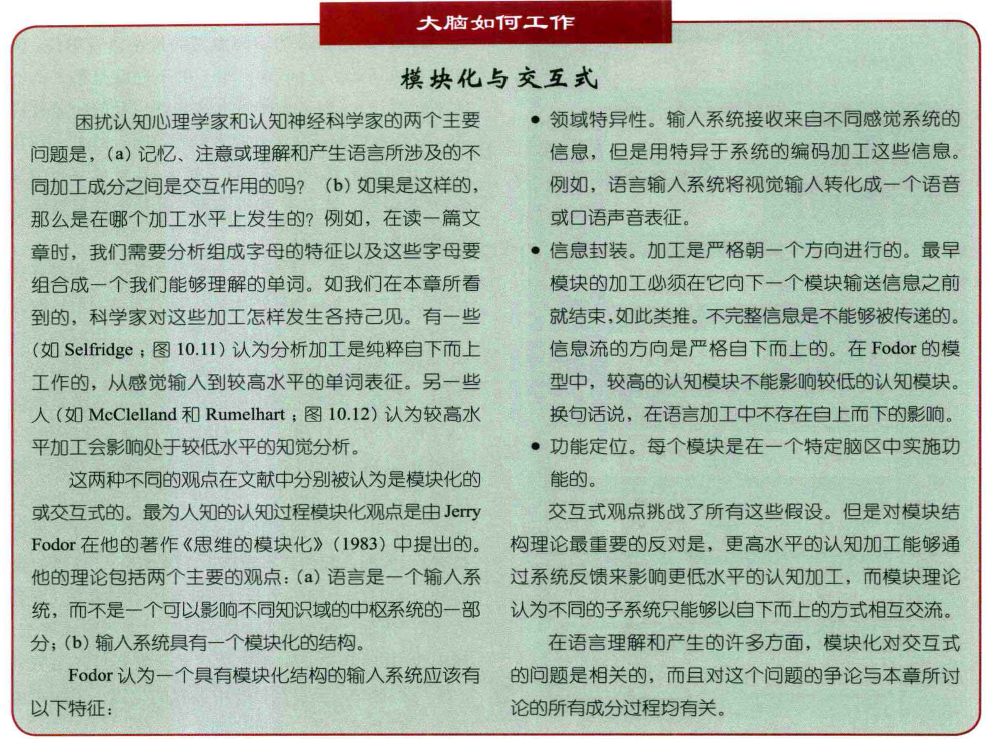 大脑如何工作
模块化与交互式
困扰认知心理学家和认知神经科学家的两个主要
问题是，(a) 记忆、注意或理解和产生语言所涉及的不
同加工成分之间是交互作用的吗？ (b) 如果是这样的，
那么是在哪个加工水平上发生的？例如，在读一篇文
章时，我们需要分析组成字母的特征以及这些字母要
组合成一个我们能够理解的单词。如我们在本章所看
到的，科学家对这些加工怎样发生各持己见。有一些
(如 Selfridge；图 10.11) 认为分析加工是纯粹自下而上
工作的，从感觉输入到较高水平的单词表征。另一些
人 (如 McClelland 和 Rumelhart；图 10.12) 认为较高水
平加工会影响处于较低水平的知觉分析。
这两种不同的观点在文献中分别被认为是模块化的
或交互式的。最为人知的认知过程模块化观点是由 Jerry
Fodor 在他的著作《思维的模块化》(1983) 中提出的。
他的理论包括两个主要的观点：(a) 语言是一个输入系
统，而不是一个可以影响不同知识域的中枢系统的一部
分；(b) 输入系统具有一个模块化的结构。
Fodor 认为一个具有模块化结构的输入系统应该有
以下特征：
• 领域特异性。输入系统接收来自不同感觉系统的
信息，但是用特异于系统的编码加工这些信息。
例如，语言输入系统将视觉输入转化成一个语音
或口语声音表征。
• 信息封装。加工是严格朝一个方向进行的。最早
模块的加工必须在它向下一个模块输送信息之前
就结束，如此类推。不完整信息是不能够被传递的。
信息流的方向是严格自下而上的。在 Fodor 的模
型中，较高的认知模块不能影响较低的认知模块。
换句话说，在语言加工中不存在自上而下的影响。
• 功能定位。每个模块是在一个特定脑区中实施功
能的。
交互式观点挑战了所有这些假设。但是对模块结
构理论最重要的反对是，更高水平的认知加工能够通
过系统反馈来影响更低水平的认知加工，而模块理论
认为不同的子系统只能够以自下而上的方式相互交流。
在语言理解和产生的许多方面，模块化对交互式
的问题是相关的，而且对这个问题的争论与本章所讨
论的所有成分过程均有关。